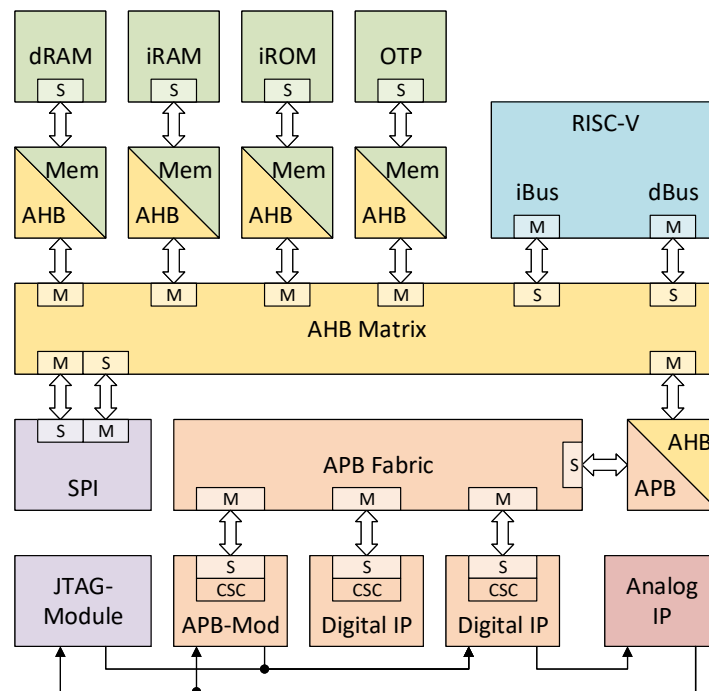 dRAM iRAM iROM OTP
S S S S
RISC-V
Mem Mem Mem Mem
AHB AHB AHB AHB
iBus dBus
M M
M M M M S S
AHB Matrix
M S M
S M
SPI
APB Fabric
S
AHB
APB
M M M
S S S
CSC CSC CSC
JTAG-
Module
APB-Mod Digital IP Digital IP
Analog
IP